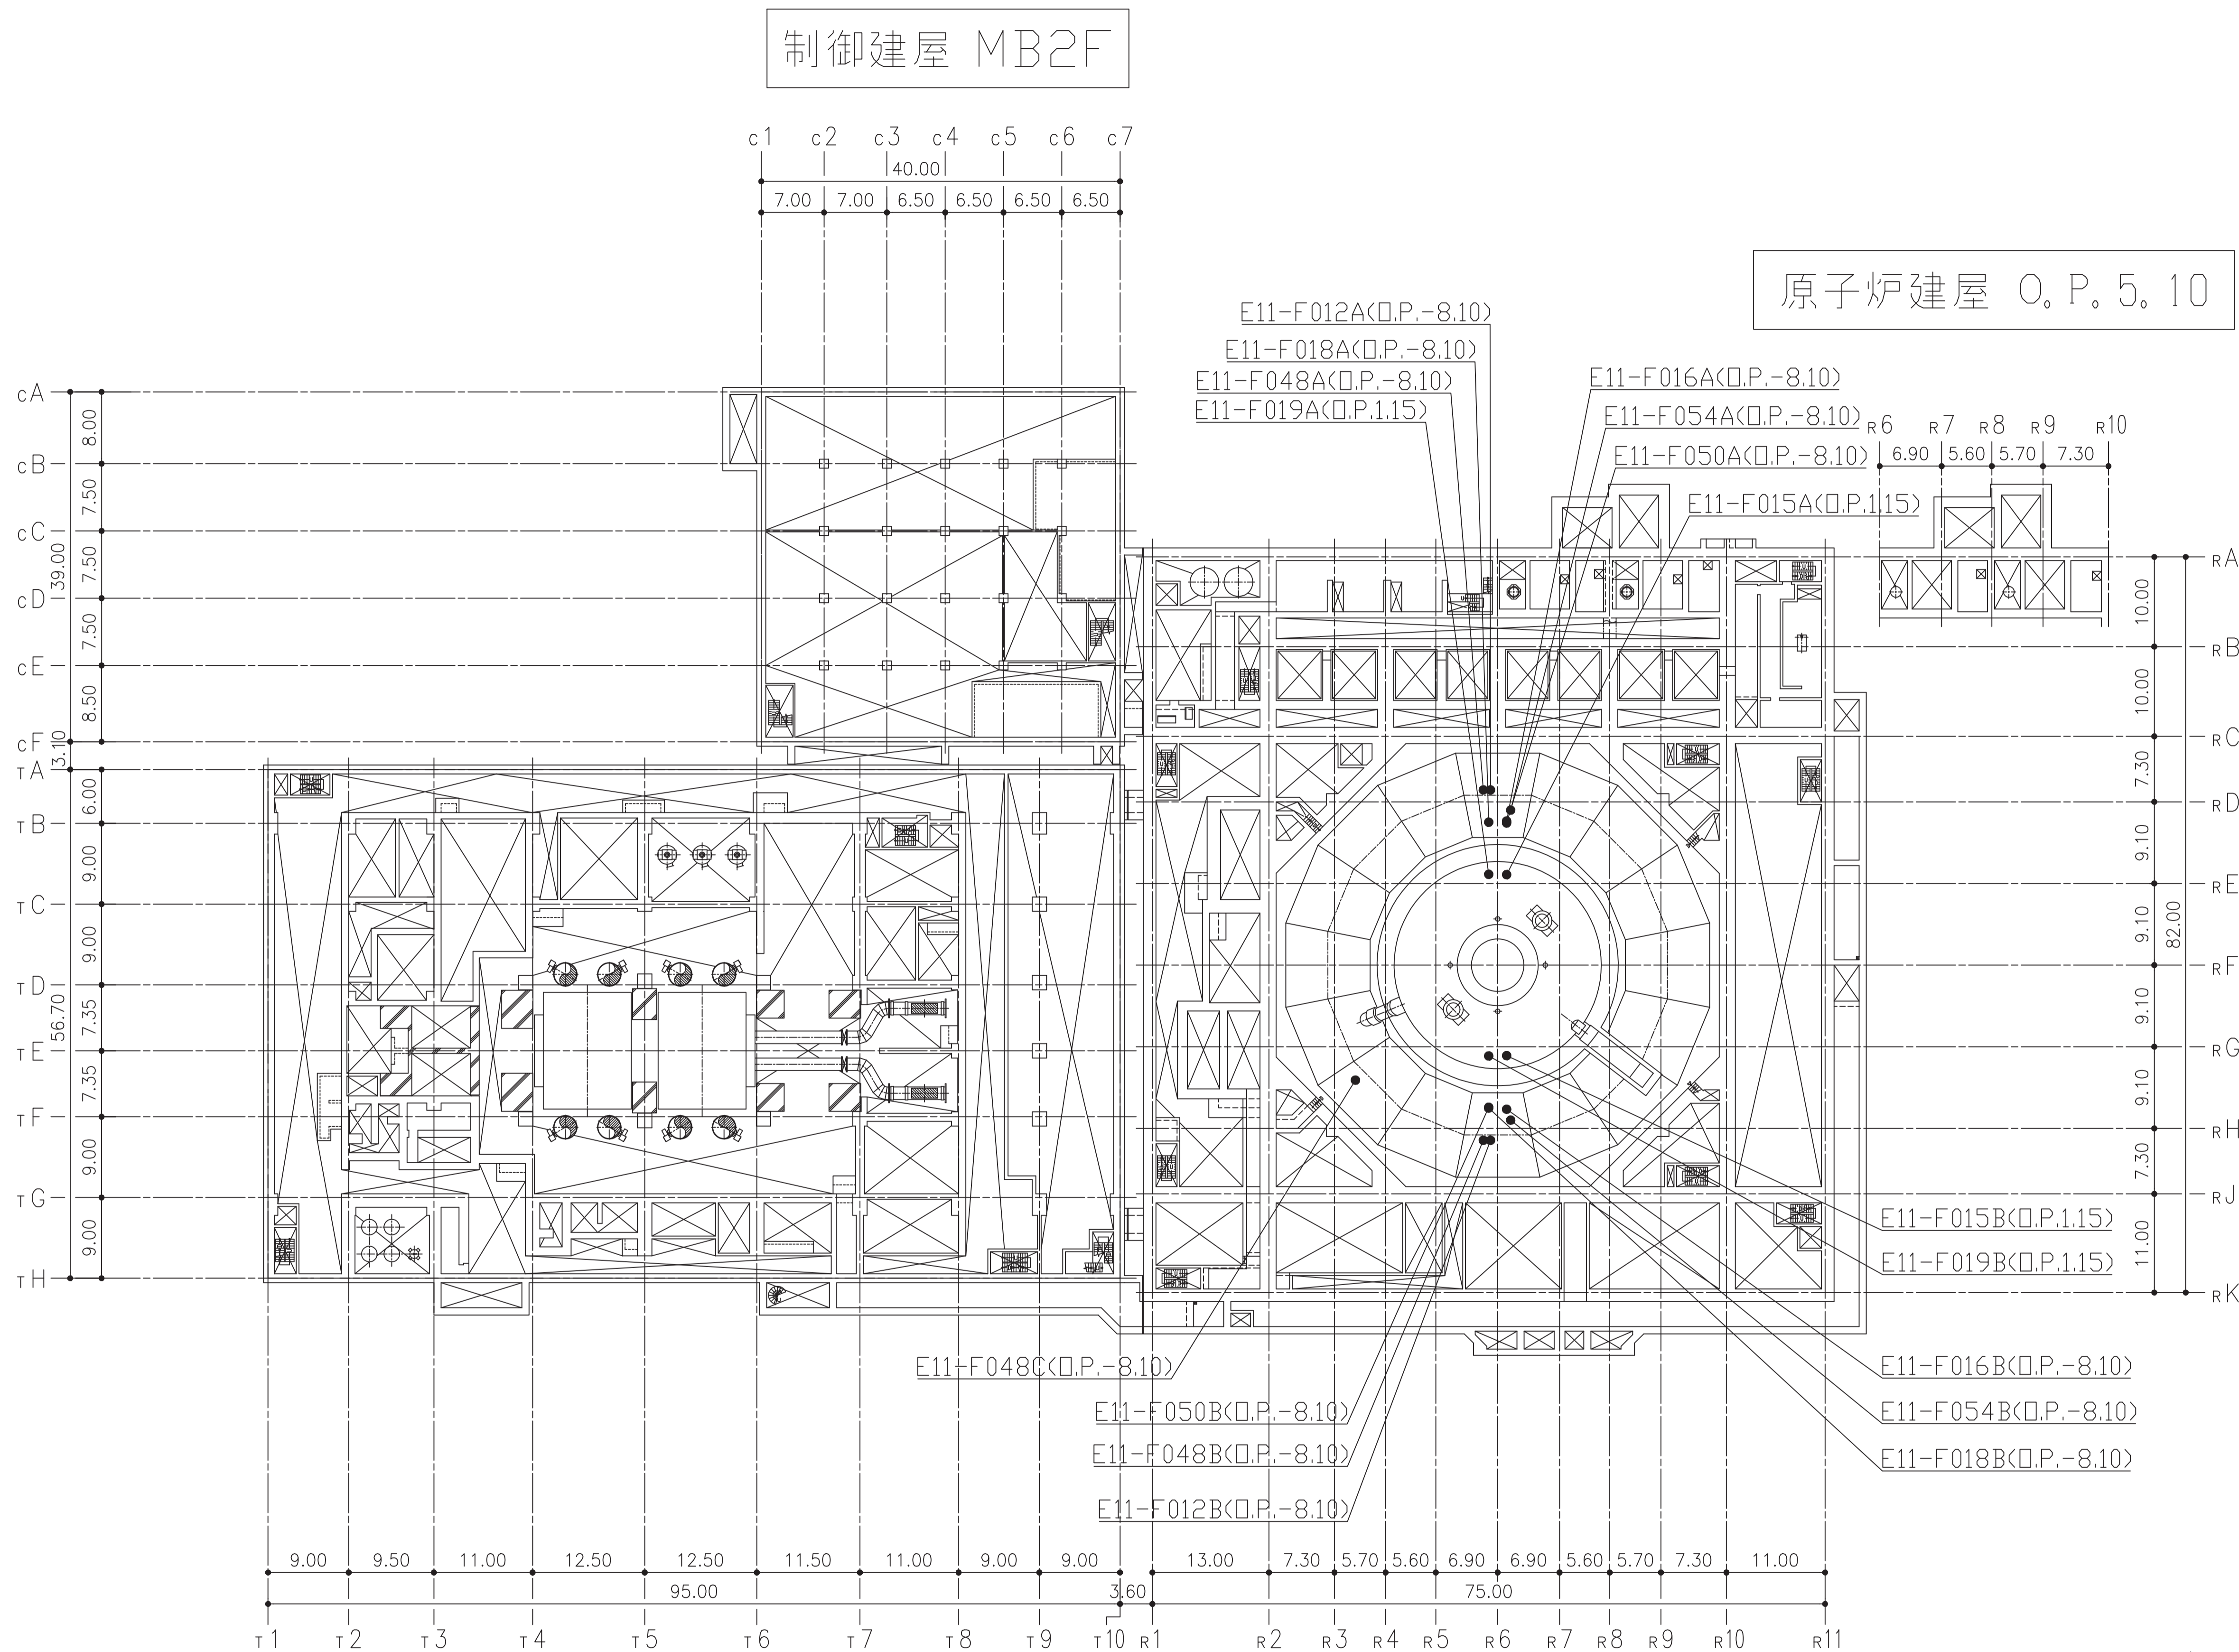 制御建屋 MB2F
c1 c2 c3 c4 c5 c6 c7
40.00
7.00 7.00 6.50 6.50 6.50 6.50
原子炉建屋 O.P.5.10
E11-F012A(O.P.-8.10)
E11-F018A(O.P.-8.10)
E11-F048A(O.P.-8.10)
E11-F019A(O.P.1.15)
E11-F016A(O.P.-8.10)
E11-F054A(O.P.-8.10)
E11-F050A(O.P.-8.10)
E11-F015A(O.P.1.15)
R6 R7 R8 R9 R10
6.90 5.60 5.70 7.30
cA
8.00
cB
7.50
cC
7.50
39.00
cD
7.50
cE
8.50
cF
3.10
TA
6.00
TB
9.00
TC
9.00
TD
7.35
56.70
TE
7.35
TF
9.00
TG
9.00
TH
RA
10.00
RB
10.00
RC
7.30
RD
9.10
RE
9.10
82.00
RF
9.10
RG
9.10
RH
7.30
RJ
11.00
RK
E11-F015B(O.P.1.15)
E11-F019B(O.P.1.15)
E11-F048C(O.P.-8.10)
E11-F016B(O.P.-8.10)
E11-F050B(O.P.-8.10)
E11-F054B(O.P.-8.10)
E11-F048B(O.P.-8.10)
E11-F018B(O.P.-8.10)
E11-F012B(O.P.-8.10)
9.00 9.50 11.00 12.50 12.50 11.50 11.00 9.00 9.00 13.00 7.30 5.70 5.60 6.90 6.90 5.60 5.70 7.30 11.00
95.00 3.60 75.00
T1 T2 T3 T4 T5 T6 T7 T8 T9 T10 R1 R2 R3 R4 R5 R6 R7 R8 R9 R10 R11